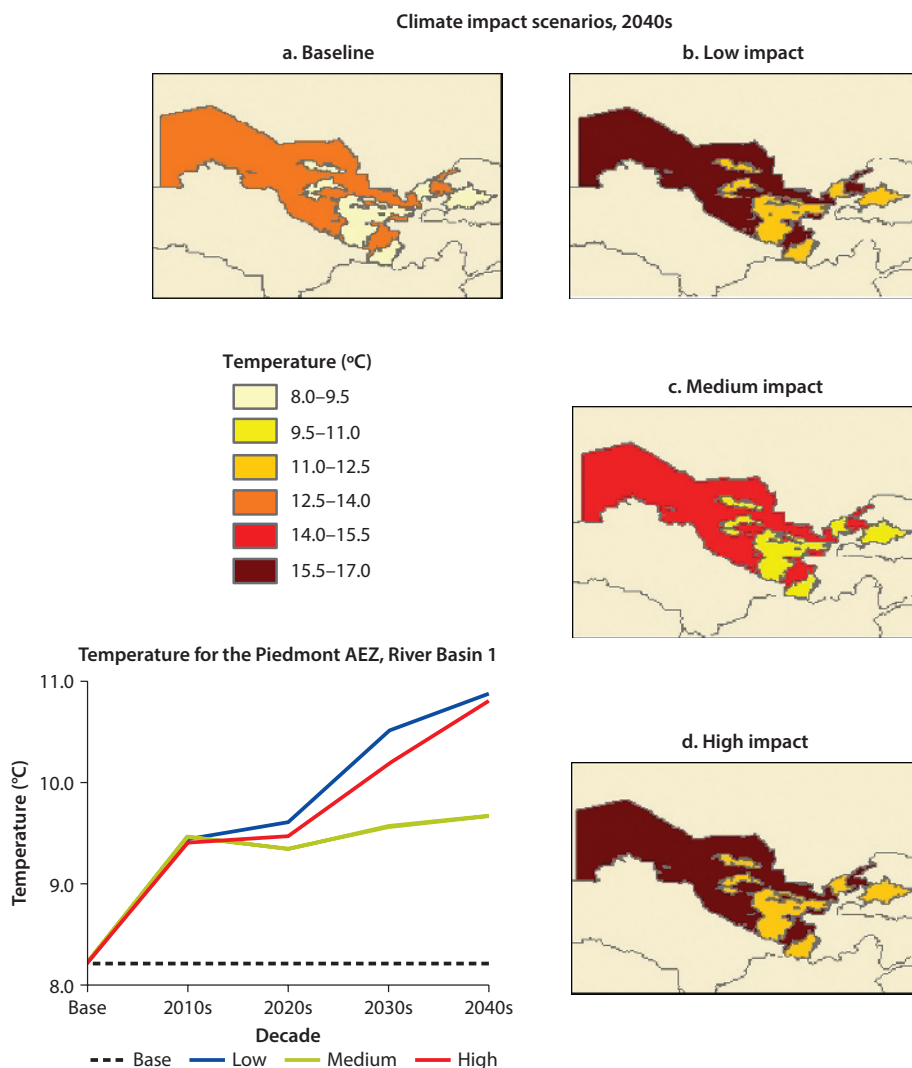 Climate impact scenarios, 2040s
a. Baseline
b. Low impact
Temperature (ºC)
8.0–9.5
9.5–11.0
11.0–12.5
12.5–14.0
14.0–15.5
15.5–17.0
c. Medium impact
Temperature for the Piedmont AEZ, River Basin 1
11.0
10.0
9.0
8.0
Temperature (°C)
Base 2010s 2020s 2030s 2040s
Decade
Base Low Medium High
d. High impact